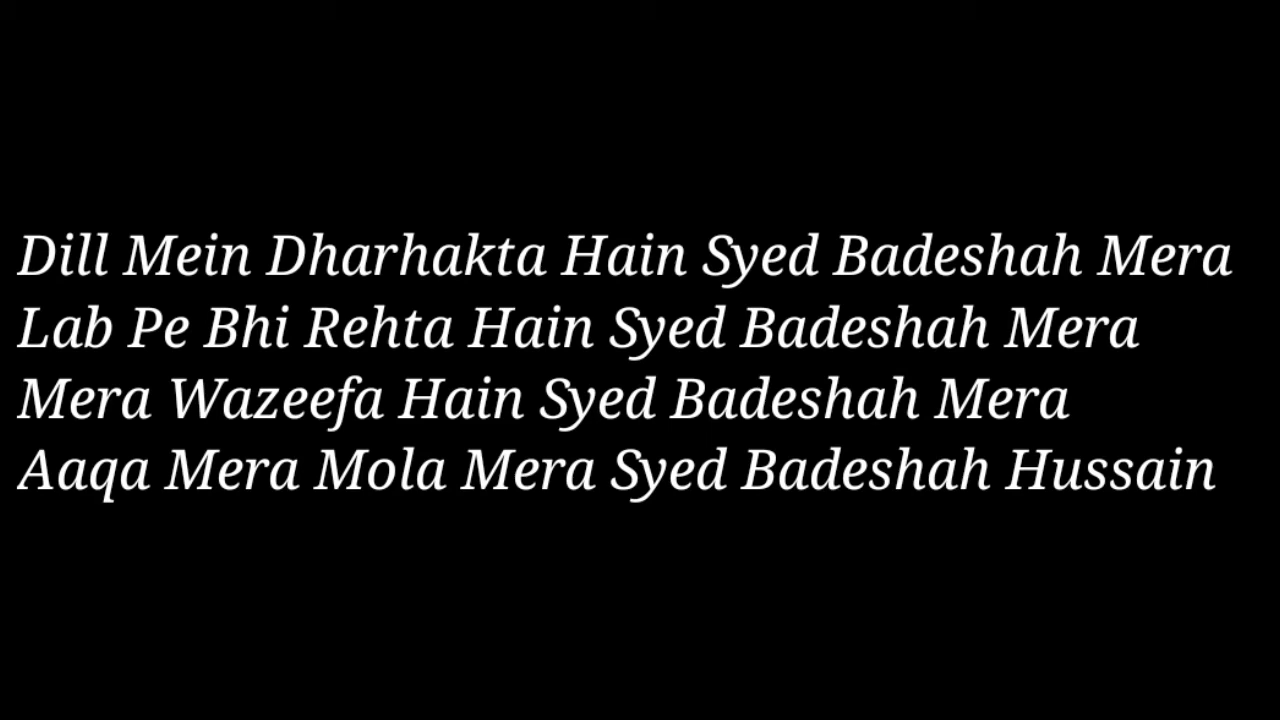 Dill Mein Dharhakta Hain Syed Badeshah Mera
Lab Pe Bhi Rehta Hain Syed Badeshah Mera
Mera Wazeefa Hain Syed Badeshah Mera
Aaqa Mera Mola Mera Syed Badeshah Hussain